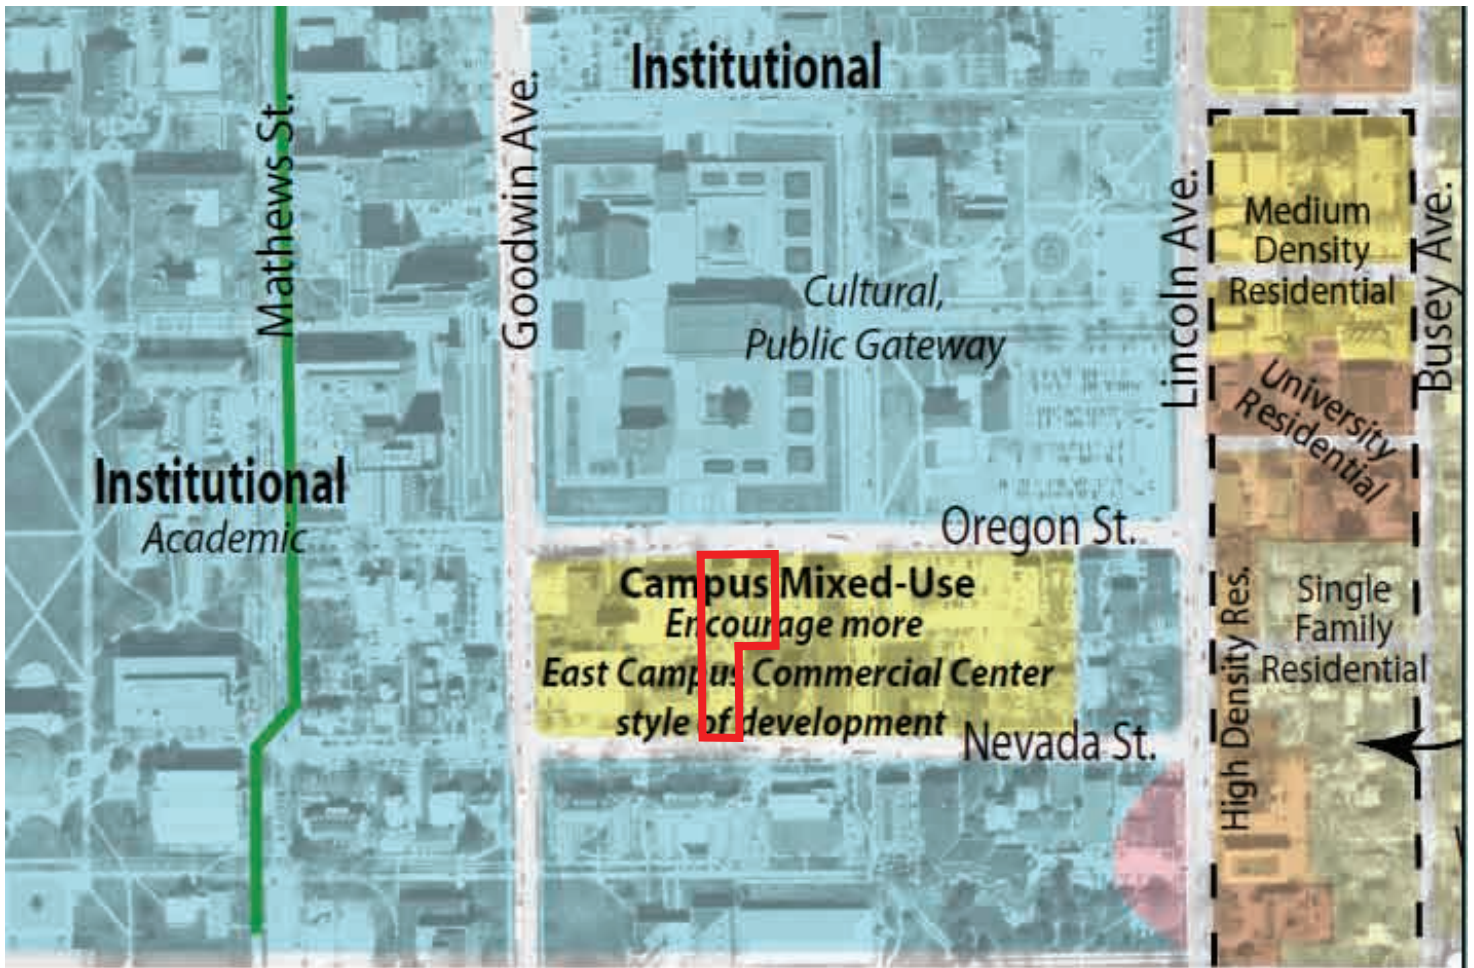 Institutional
Mathews St.
Goodwin Ave.
Lincoln Ave.
Busey Ave.
Medium
Density
Residential
Cultural,
Public Gateway
University
Residential
Institutional
Academic
Oregon St.
Campus Mixed-Use
Encourage more
East Campus Commercial Center
style of development
Nevada St.
High Density Res.
Single
Family
Residential